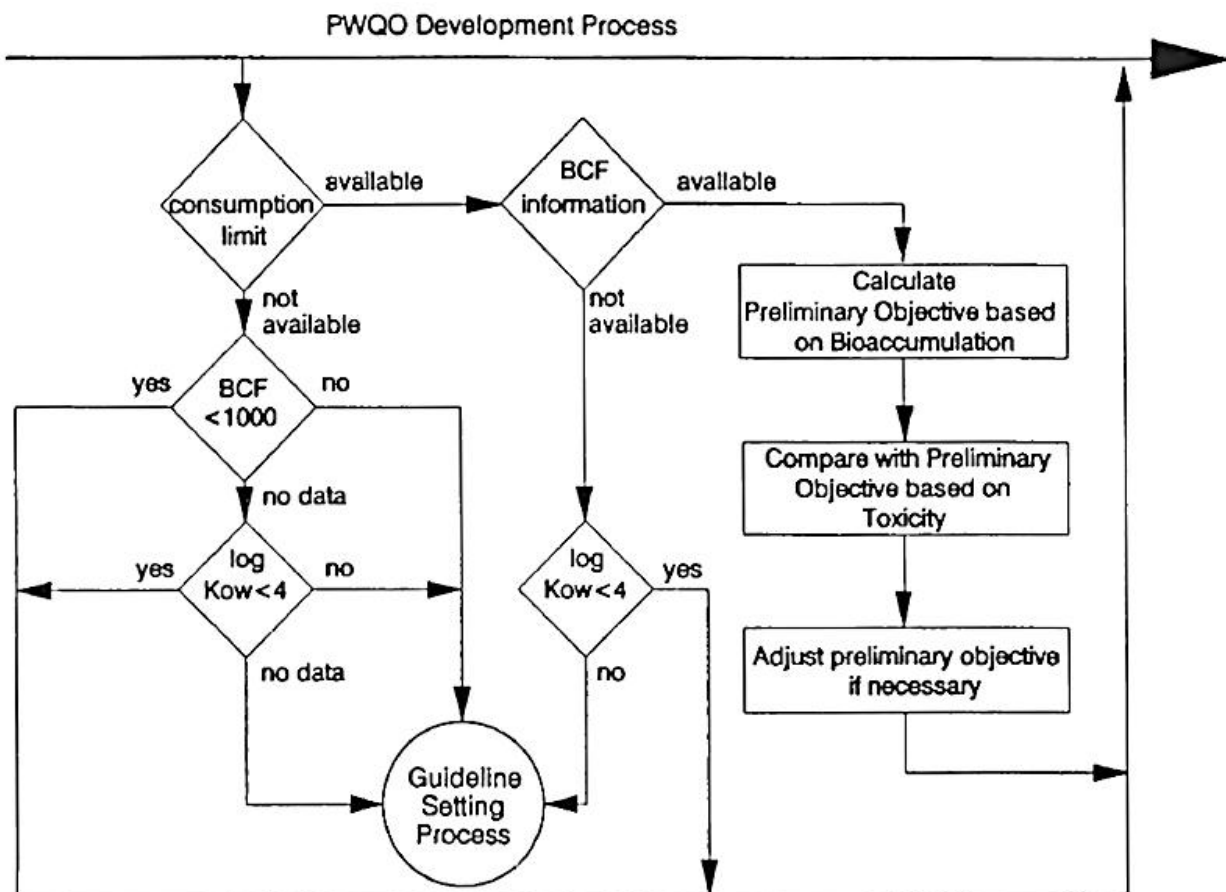 PWQO Development Process
consumption
limit
available
BCF
information
available
not
available
not
available
Calculate
Preliminary Objective based
on Bioaccumulation
yes
BCF
<1000
no
no data
Compare with Preliminary
Objective based on
Toxicity
yes
log
Kow<4
no
no data
log
Kow<4
yes
no
Adjust preliminary objective
if necessary
Guideline
Setting
Process